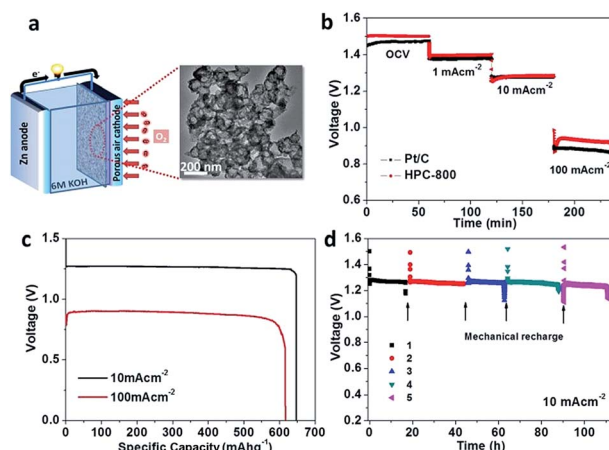 a
e-
Zn anode
6M KOH
Porous air cathode
O₂
200 nm
b
Voltage (V)
1.6
1.4
1.2
1.0
0.8
0.6
OCV
1 mAcm⁻²
10 mAcm⁻²
100 mAcm⁻²
Pt/C
HPC-800
0 50 100 150 200
Time (min)
c
Voltage (V)
1.5
1.2
0.9
0.6
0.3
0.0
10mAcm⁻²
100mAcm⁻²
0 100 200 300 400 500 600 700
Specific Capacity (mAhg⁻¹)
d
Voltage (V)
1.6
1.4
1.2
1.0
0.8
0.6
0.4
0.2
Mechanical recharge
1
2
3
4
5
10 mAcm⁻²
0 20 40 60 80 100
Time (h)